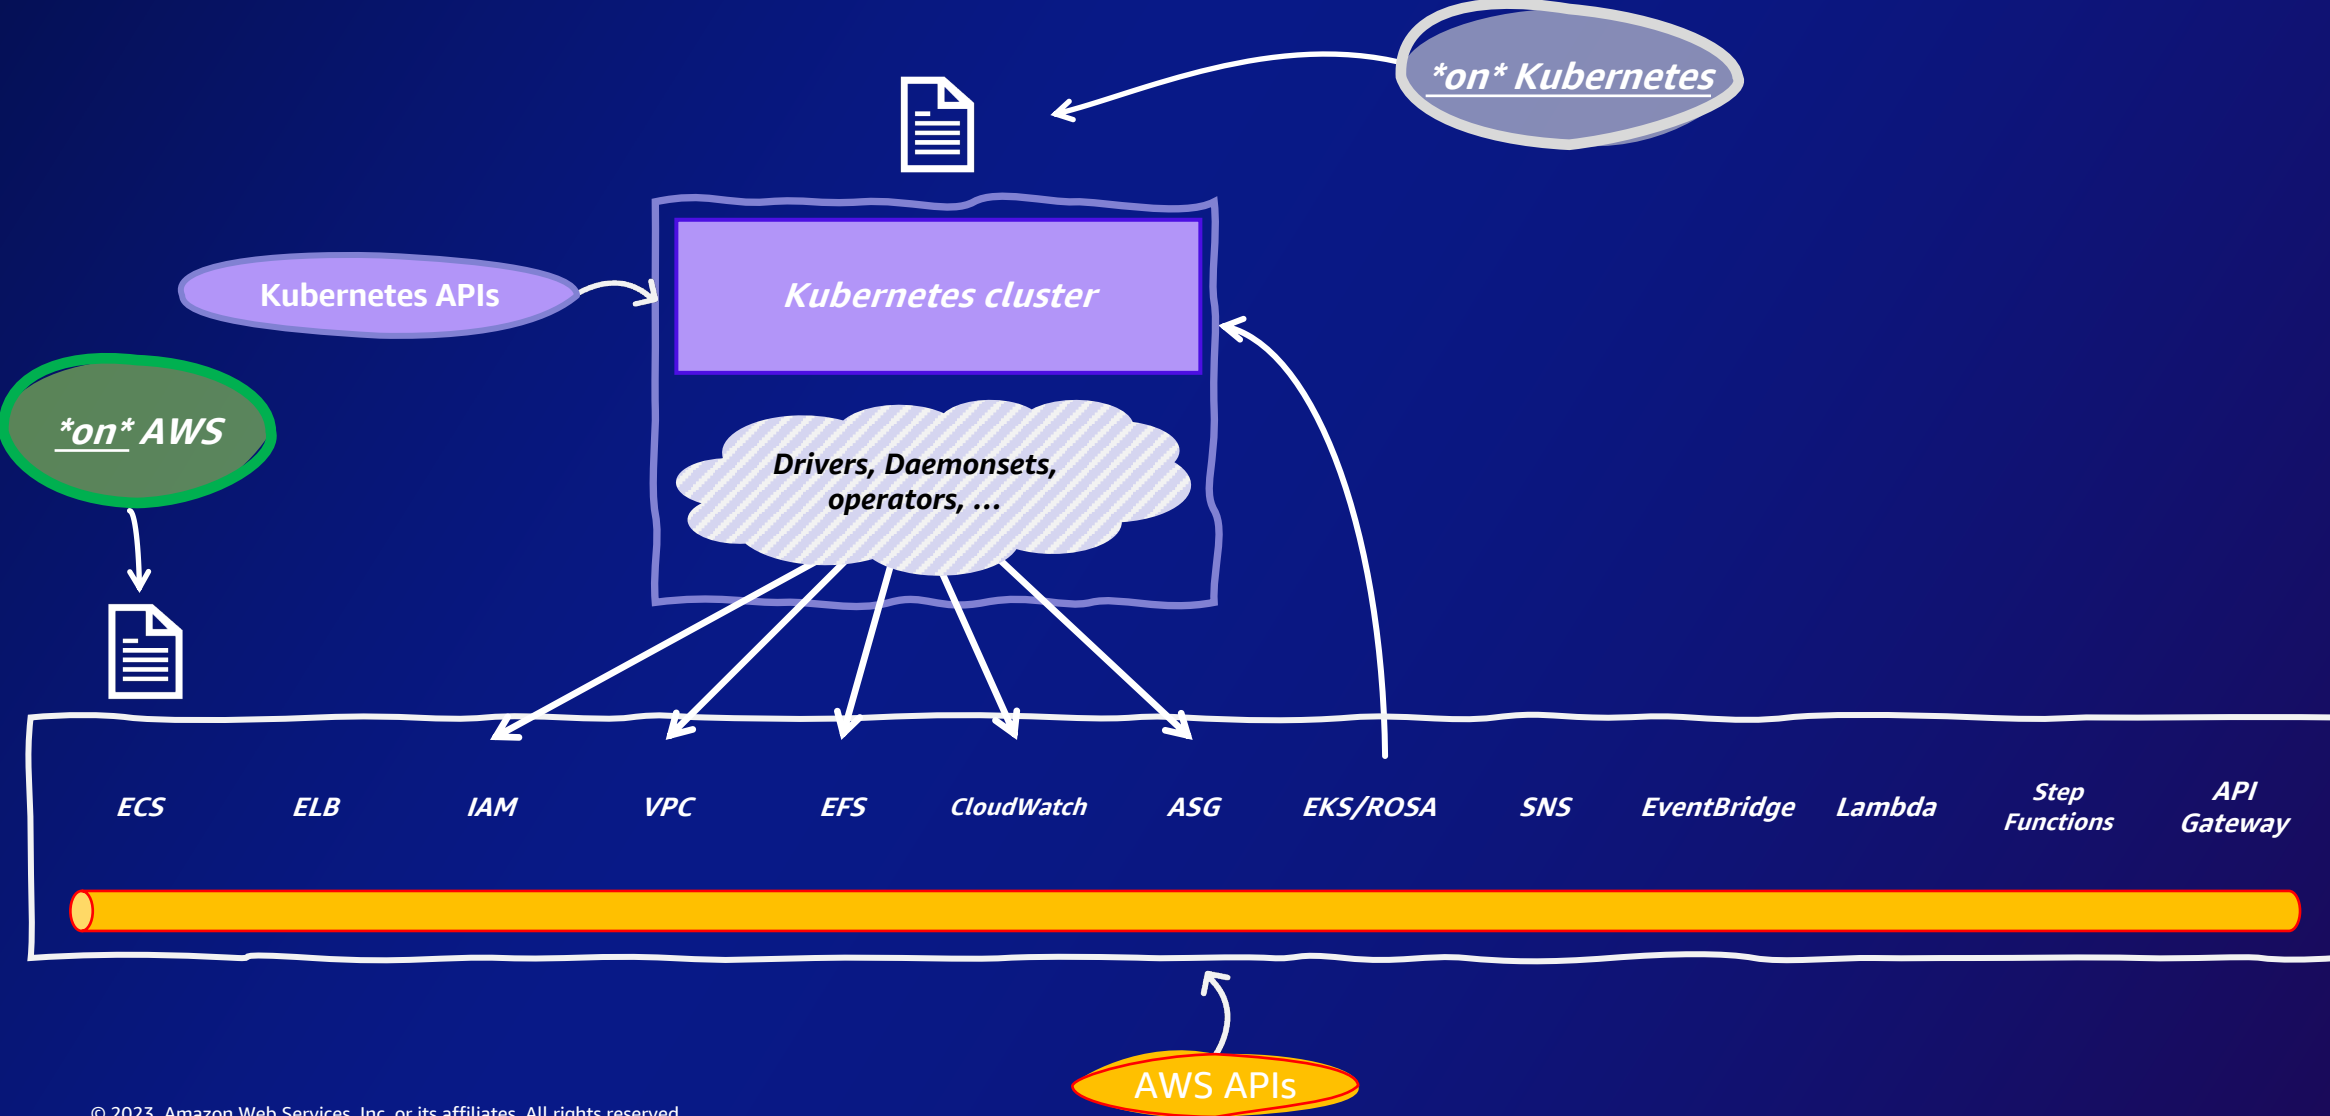 *on* Kubernetes
Kubernetes APIs
Kubernetes cluster
*on* AWS
Drivers, Daemonsets,
operators, ...
ECS
ELB
IAM
VPC
EFS
CloudWatch
ASG
EKS/ROSA
SNS
EventBridge
Lambda
Step
Functions
API
Gateway
AWS APIs
© 2023, Amazon Web Services, Inc. or its affiliates. All rights reserved.